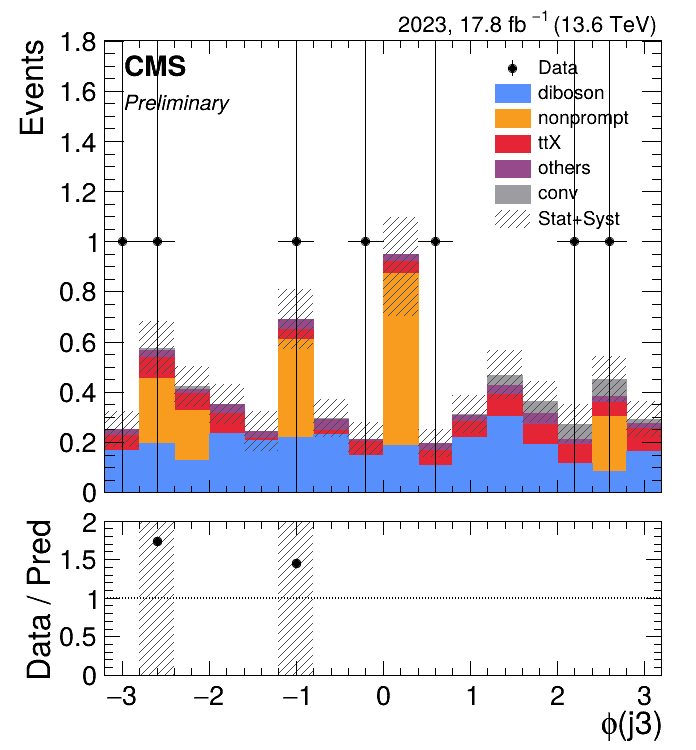 2023, 17.8 fb⁻¹ (13.6 TeV)
Events
1.8
1.6
1.4
1.2
1
0.8
0.6
0.4
0.2
0
CMS
Preliminary
Data
diboson
nonprompt
ttX
others
conv
Stat+Syst
Data / Pred
2
1.5
1
0.5
0
−3 −2 −1 0 1 2 3
ϕ(j3)